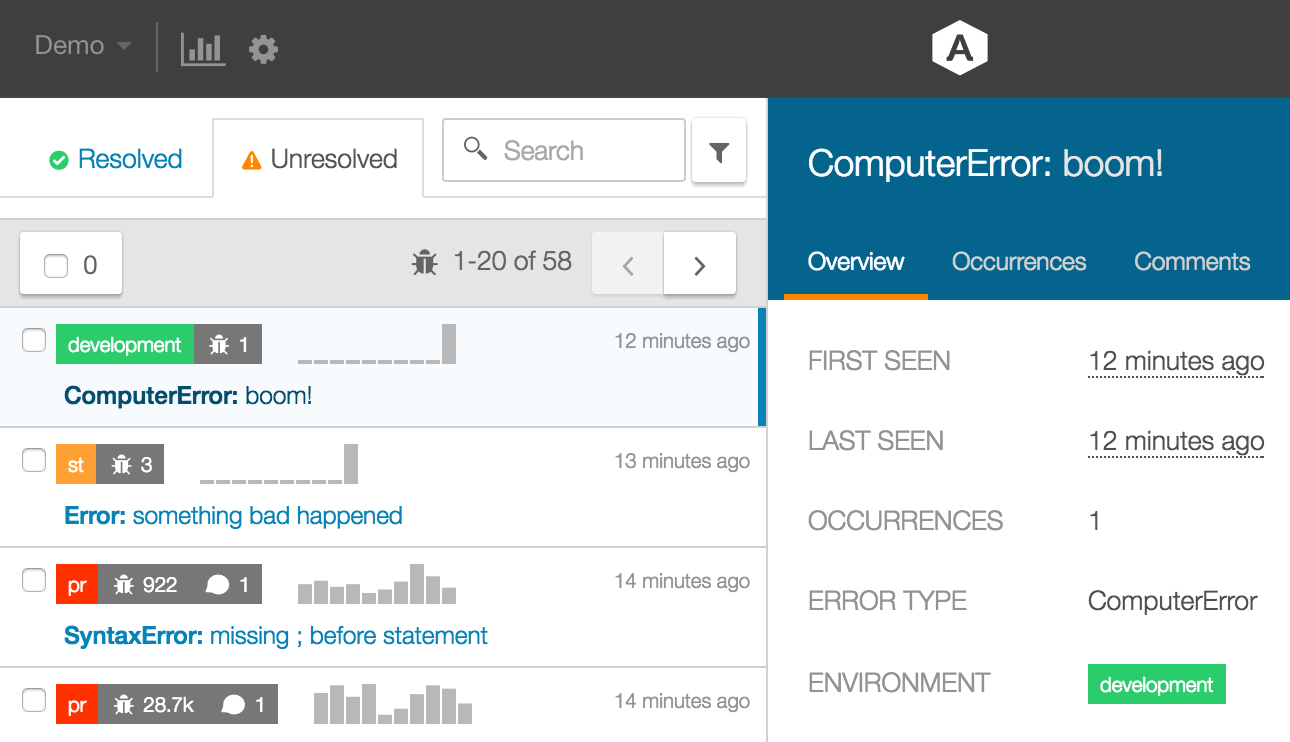 Demo
A
Resolved
Unresolved
Search
0
1-20 of 58
development 1
12 minutes ago
ComputerError: boom!
st 3
13 minutes ago
Error: something bad happened
pr 922 1
14 minutes ago
SyntaxError: missing ; before statement
pr 28.7k 1
14 minutes ago
ComputerError: boom!
Overview Occurrences Comments
FIRST SEEN 12 minutes ago
LAST SEEN 12 minutes ago
OCCURRENCES 1
ERROR TYPE ComputerError
ENVIRONMENT development